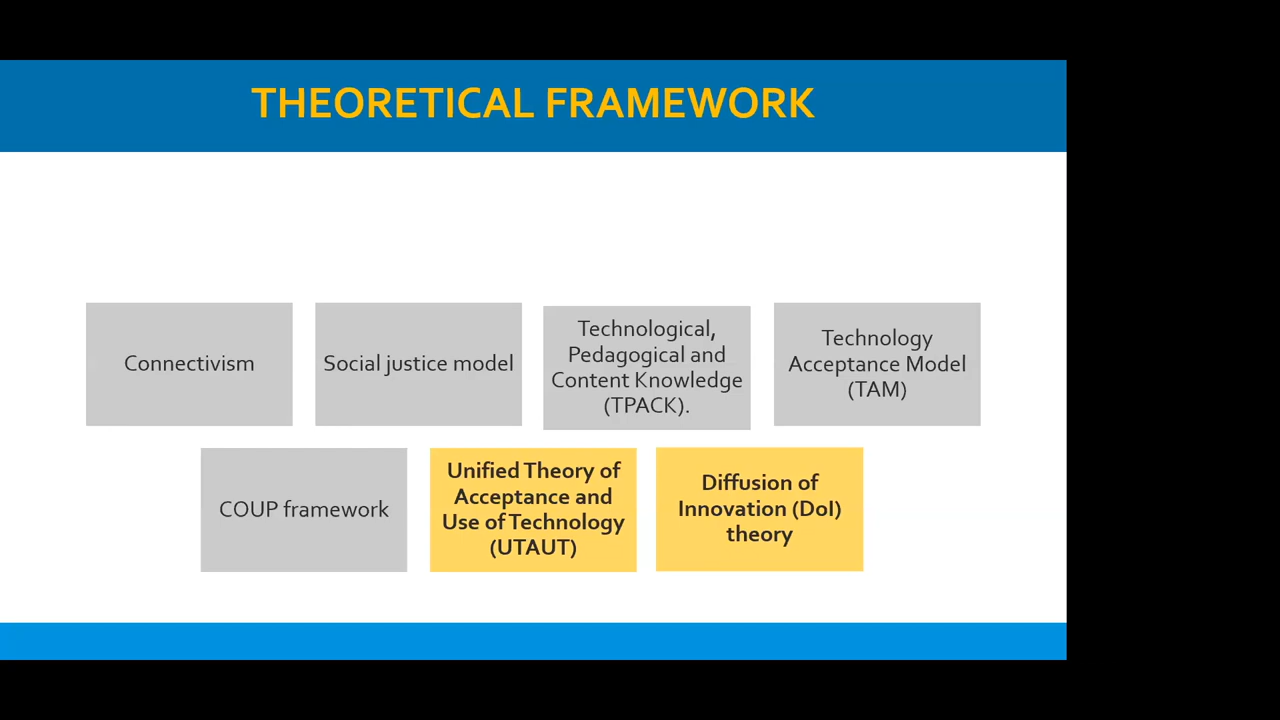 THEORETICAL FRAMEWORK
Connectivism
Social justice model
Technological,
Pedagogical and
Content Knowledge
(TPACK).
Technology
Acceptance Model
(TAM)
COUP framework
Unified Theory of
Acceptance and
Use of Technology
(UTAUT)
Diffusion of
Innovation (DoI)
theory